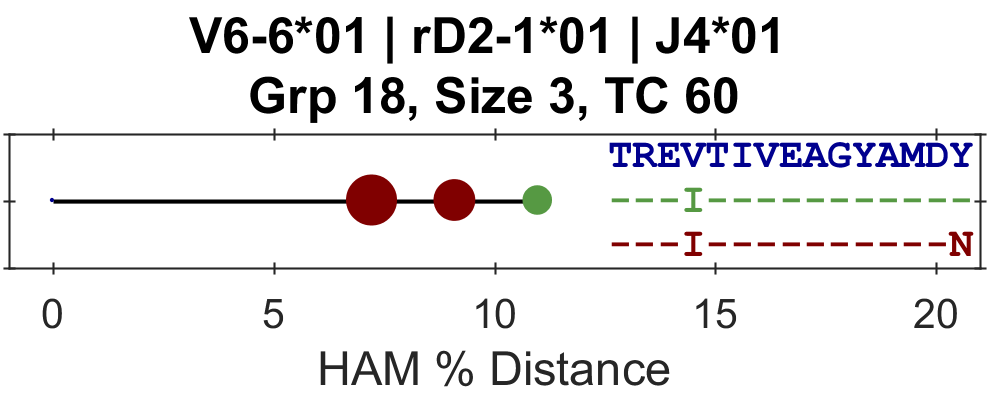 V6-6*01 | rD2-1*01 | J4*01
Grp 18, Size 3, TC 60
TREVTIVEAGYAMDY
---I-----------
---I----------N
0 5 10 15 20
HAM % Distance